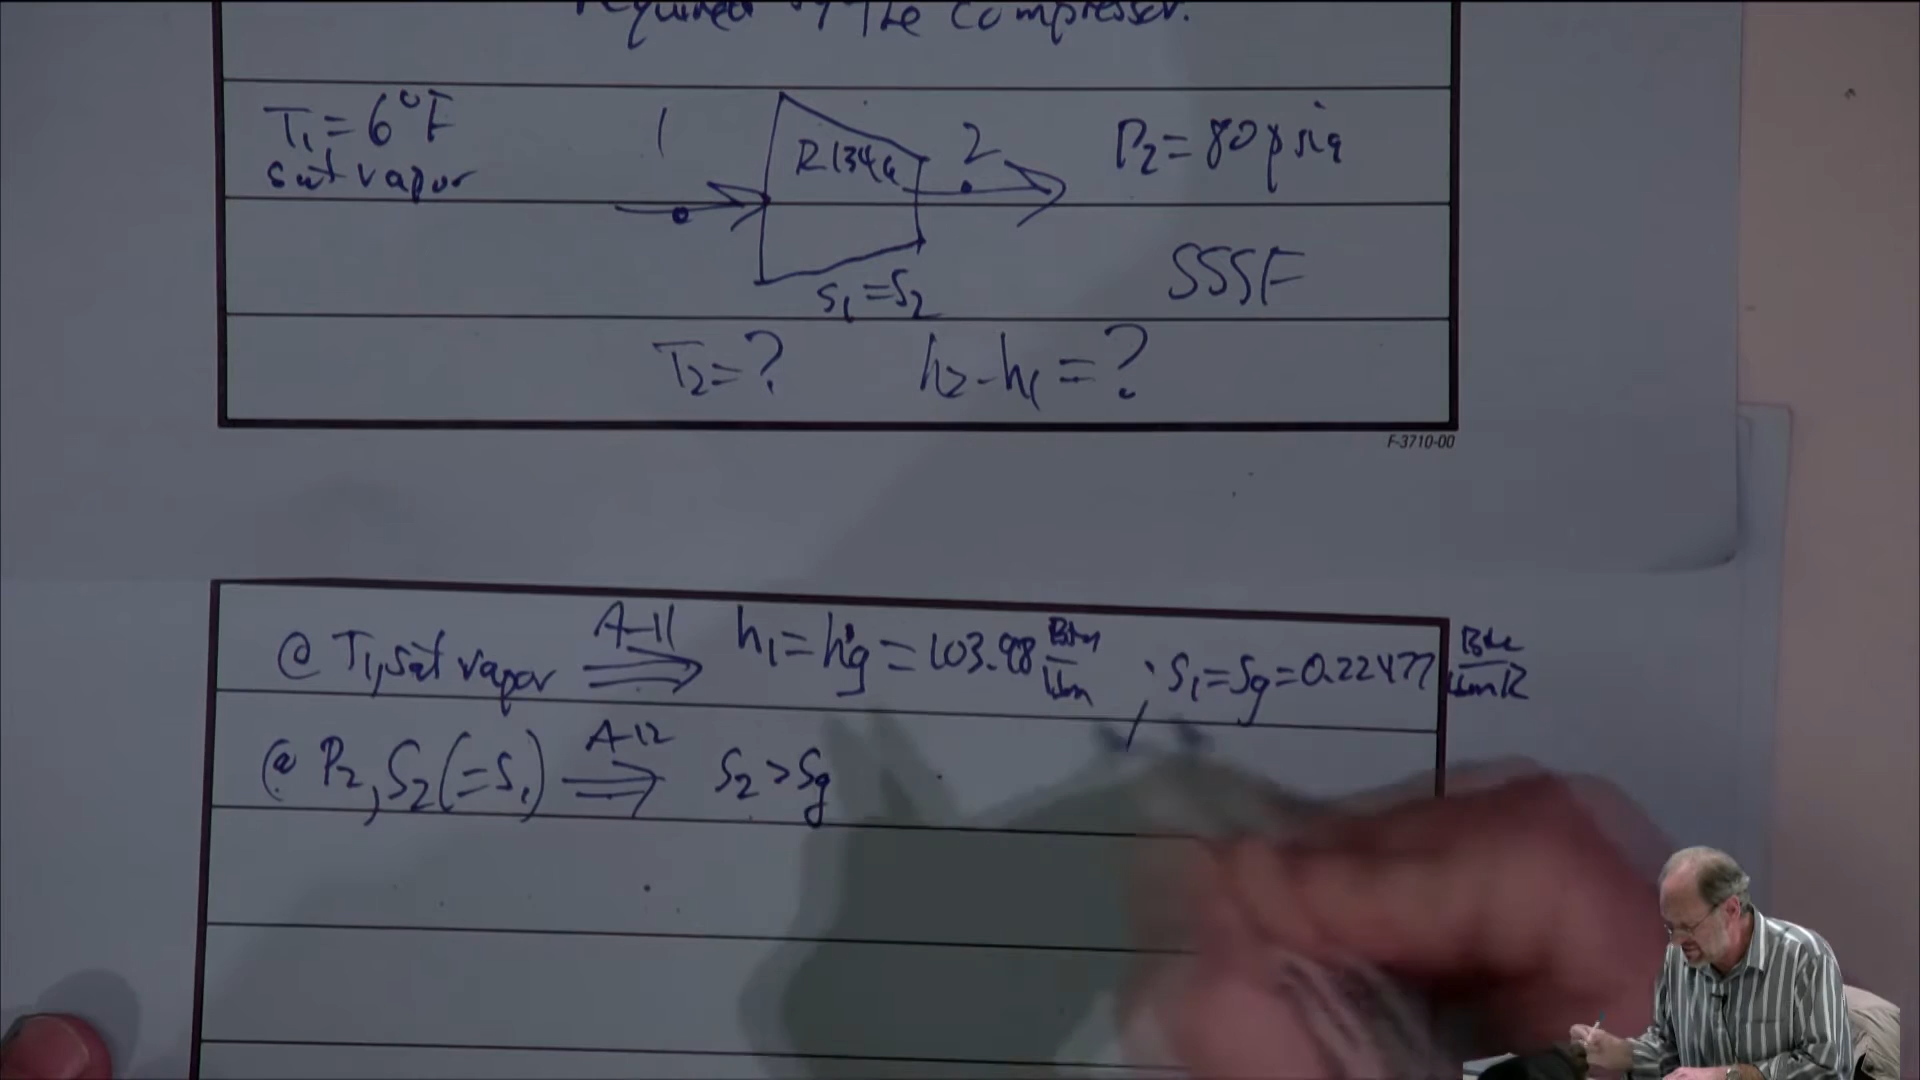 required by the compressor.
T₁ = 6°F
sat vapor
1
R134a
2
P₂ = 80 psia
s₁ = s₂
SSSF
T₂ = ?
h₂ - h₁ = ?
F-3710-00
@ T₁, sat vapor A-11 ⟹ h₁ = hg = 103.98 Btu/lbm , s₁ = sg = 0.22477 Btu/lbmR
@ P₂, s₂(=s₁) A-12 ⟹ s₂ > sg